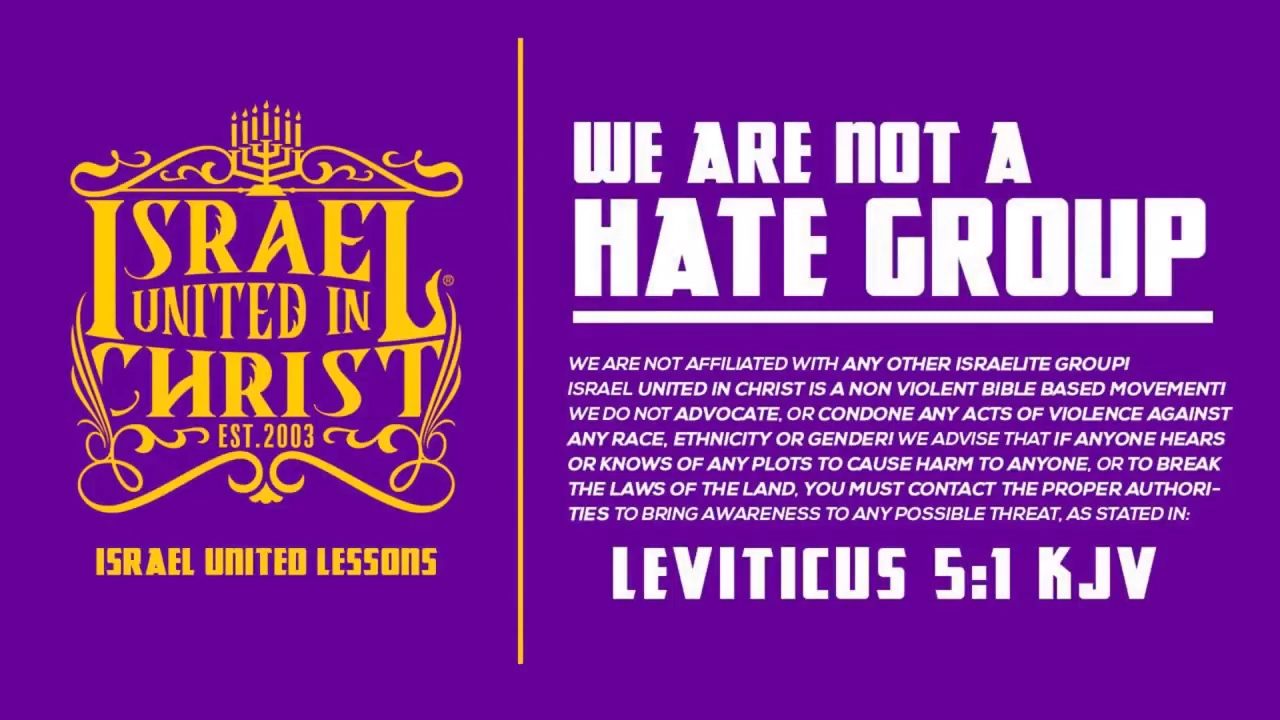 ISRAEL
UNITED IN
CHRIST
®
EST.2003
ISRAEL UNITED LESSONS
WE ARE NOT A
HATE GROUP
WE ARE NOT AFFILIATED WITH ANY OTHER ISRAELITE GROUP!
ISRAEL UNITED IN CHRIST IS A NON VIOLENT BIBLE BASED MOVEMENT!
WE DO NOT ADVOCATE, OR CONDONE ANY ACTS OF VIOLENCE AGAINST
ANY RACE, ETHNICITY OR GENDER! WE ADVISE THAT IF ANYONE HEARS
OR KNOWS OF ANY PLOTS TO CAUSE HARM TO ANYONE, OR TO BREAK
THE LAWS OF THE LAND, YOU MUST CONTACT THE PROPER AUTHORI-
TIES TO BRING AWARENESS TO ANY POSSIBLE THREAT, AS STATED IN:
LEVITICUS 5:1 KJV